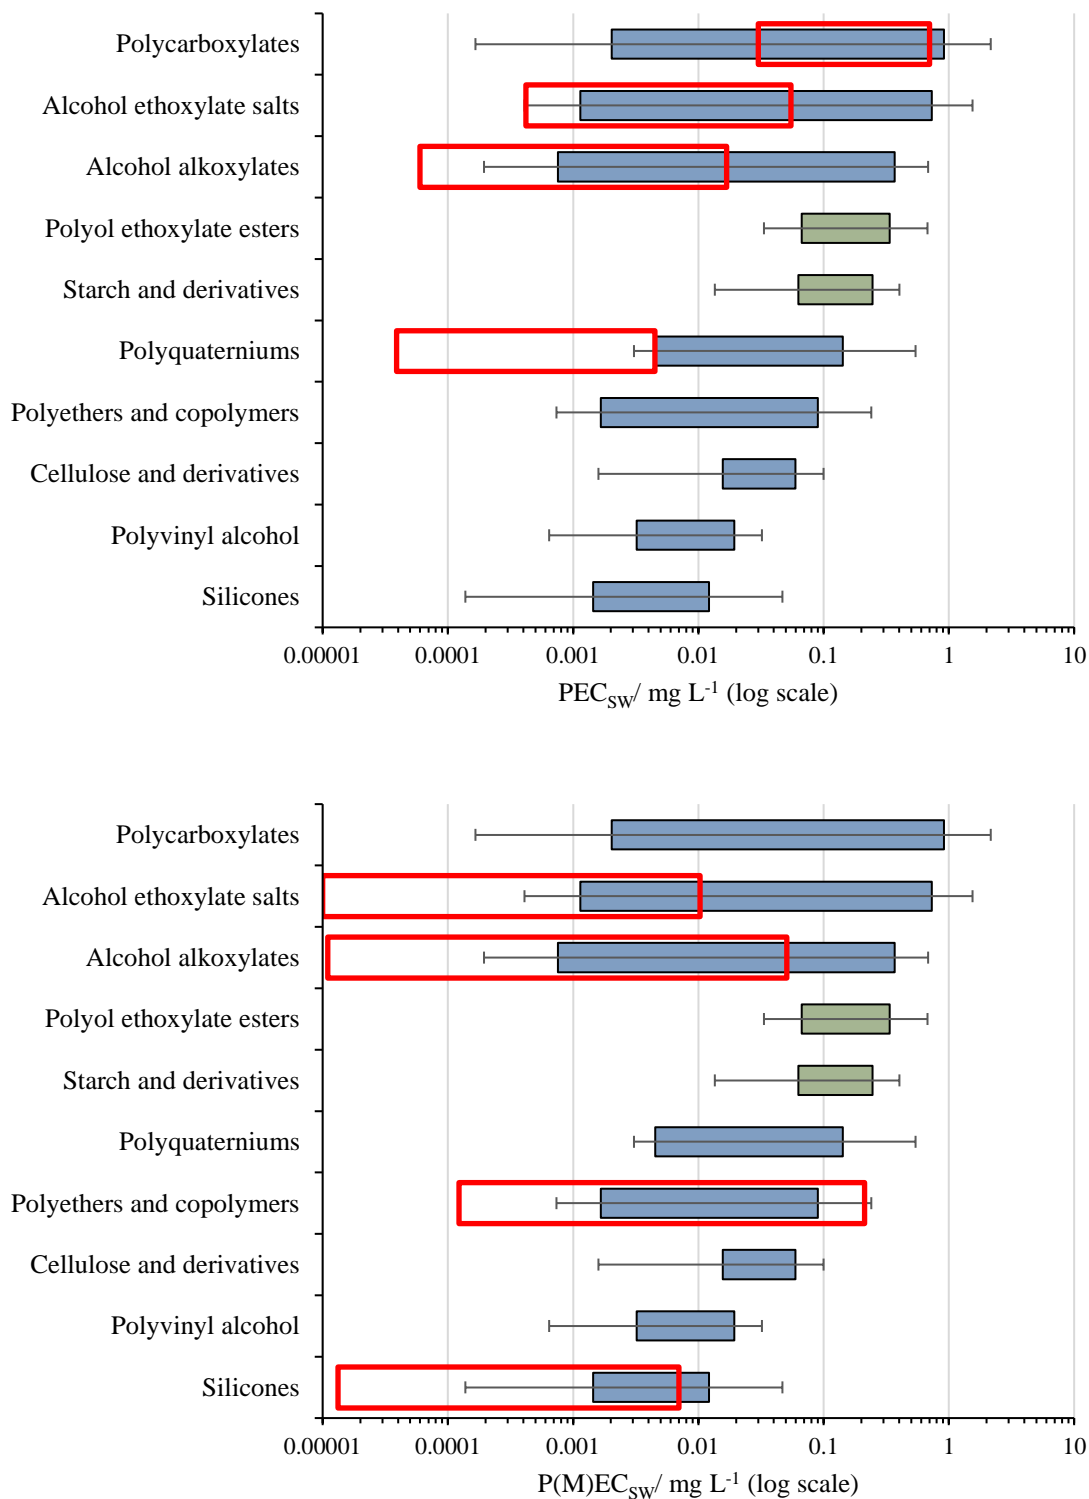 Polycarboxylates
Alcohol ethoxylate salts
Alcohol alkoxylates
Polyol ethoxylate esters
Starch and derivatives
Polyquaterniums
Polyethers and copolymers
Cellulose and derivatives
Polyvinyl alcohol
Silicones
0.00001 0.0001 0.001 0.01 0.1 1 10
PEC_SW/ mg L⁻¹ (log scale)
Polycarboxylates
Alcohol ethoxylate salts
Alcohol alkoxylates
Polyol ethoxylate esters
Starch and derivatives
Polyquaterniums
Polyethers and copolymers
Cellulose and derivatives
Polyvinyl alcohol
Silicones
0.00001 0.0001 0.001 0.01 0.1 1 10
P(M)EC_SW/ mg L⁻¹ (log scale)